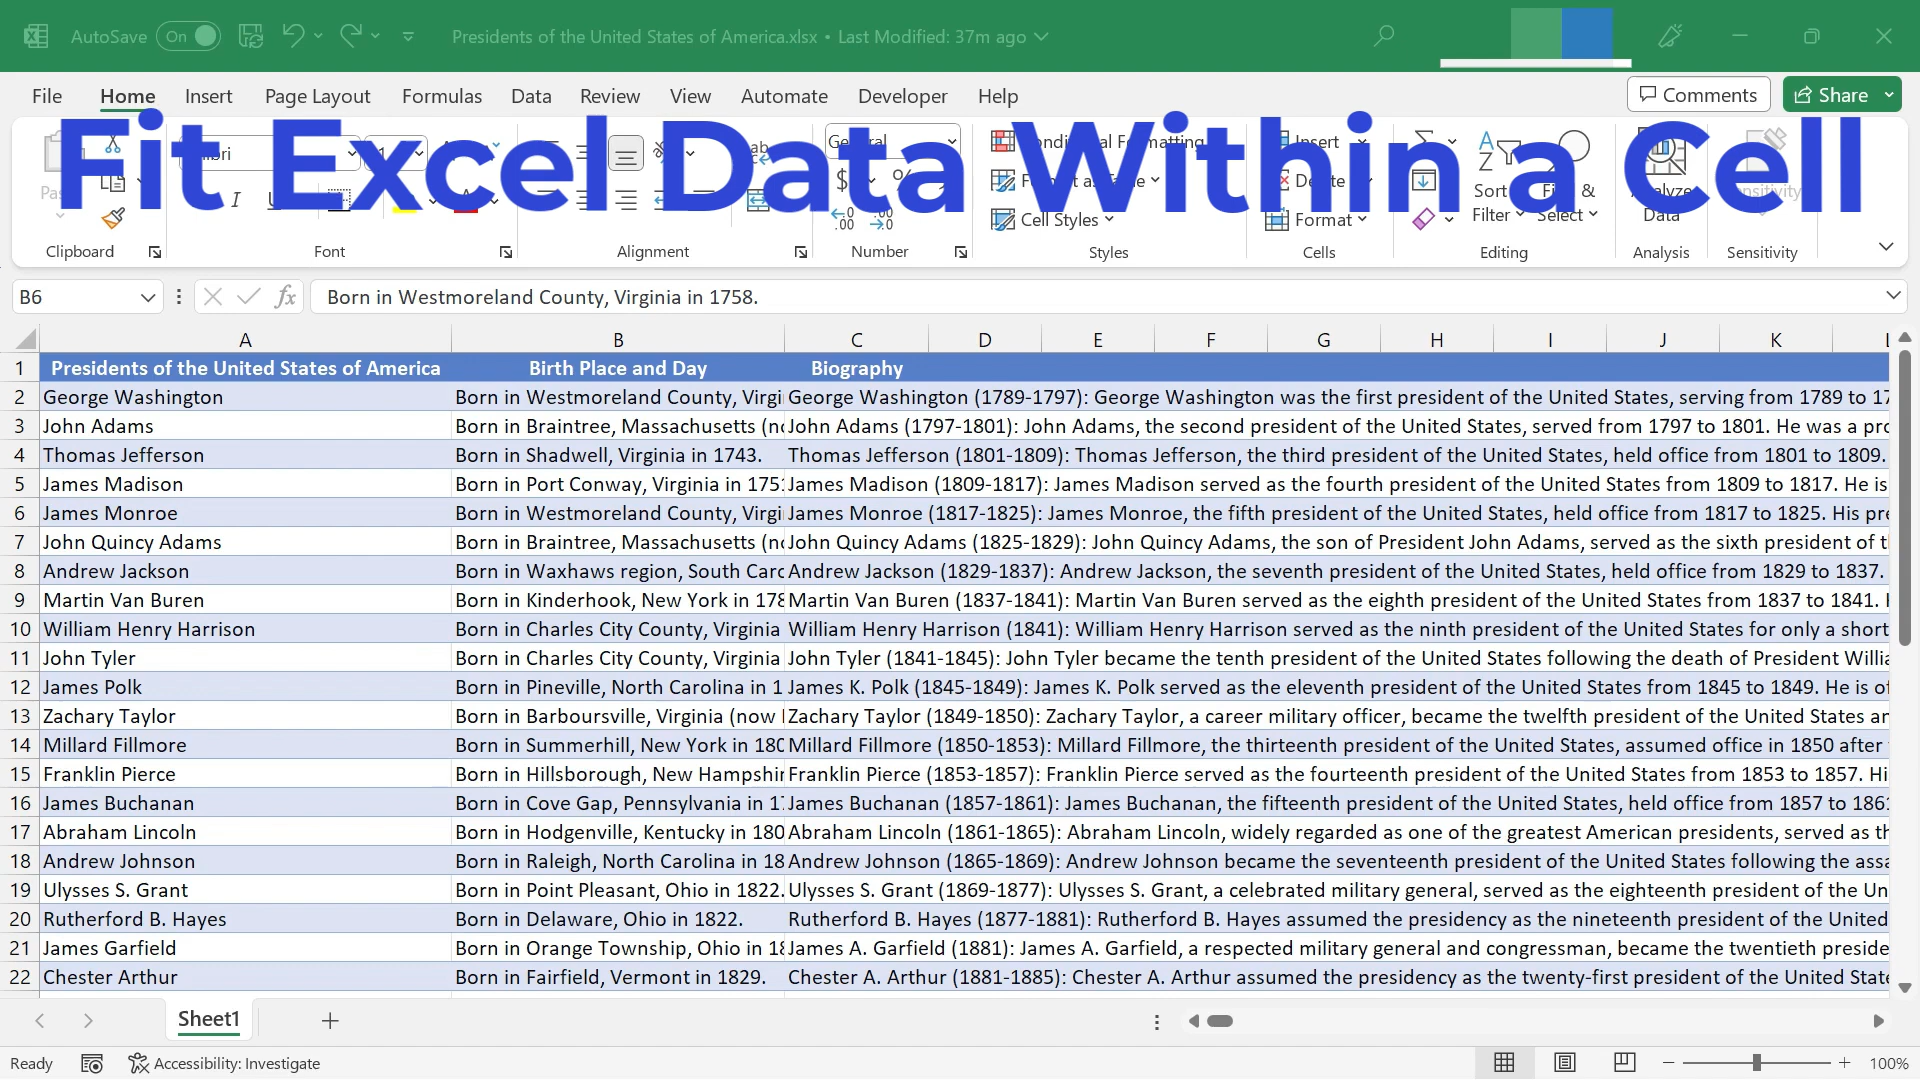 AutoSave On Presidents of the United States of America.xlsx • Last Modified: 37m ago
File Home Insert Page Layout Formulas Data Review View Automate Developer Help Comments Share
Fit Excel Data Within a Cell
General Conditional Formatting Insert
Format as Table Delete Sort & Find & Analyze Sensitivity
Cell Styles Format Filter Select Data
Clipboard Font Alignment Number Styles Cells Editing Analysis Sensitivity
B6 fx Born in Westmoreland County, Virginia in 1758.
A B C D E F G H I J K L
1 Presidents of the United States of America Birth Place and Day Biography
2 George Washington Born in Westmoreland County, Virgi George Washington (1789-1797): George Washington was the first president of the United States, serving from 1789 to 17
3 John Adams Born in Braintree, Massachusetts (no John Adams (1797-1801): John Adams, the second president of the United States, served from 1797 to 1801. He was a pro
4 Thomas Jefferson Born in Shadwell, Virginia in 1743. Thomas Jefferson (1801-1809): Thomas Jefferson, the third president of the United States, held office from 1801 to 1809.
5 James Madison Born in Port Conway, Virginia in 1751 James Madison (1809-1817): James Madison served as the fourth president of the United States from 1809 to 1817. He is
6 James Monroe Born in Westmoreland County, Virgi James Monroe (1817-1825): James Monroe, the fifth president of the United States, held office from 1817 to 1825. His pre
7 John Quincy Adams Born in Braintree, Massachusetts (no John Quincy Adams (1825-1829): John Quincy Adams, the son of President John Adams, served as the sixth president of t
8 Andrew Jackson Born in Waxhaws region, South Caro Andrew Jackson (1829-1837): Andrew Jackson, the seventh president of the United States, held office from 1829 to 1837.
9 Martin Van Buren Born in Kinderhook, New York in 178 Martin Van Buren (1837-1841): Martin Van Buren served as the eighth president of the United States from 1837 to 1841.
10 William Henry Harrison Born in Charles City County, Virginia William Henry Harrison (1841): William Henry Harrison served as the ninth president of the United States for only a short
11 John Tyler Born in Charles City County, Virginia John Tyler (1841-1845): John Tyler became the tenth president of the United States following the death of President Willia
12 James Polk Born in Pineville, North Carolina in 1 James K. Polk (1845-1849): James K. Polk served as the eleventh president of the United States from 1845 to 1849. He is of
13 Zachary Taylor Born in Barboursville, Virginia (now Zachary Taylor (1849-1850): Zachary Taylor, a career military officer, became the twelfth president of the United States an
14 Millard Fillmore Born in Summerhill, New York in 180 Millard Fillmore (1850-1853): Millard Fillmore, the thirteenth president of the United States, assumed office in 1850 after
15 Franklin Pierce Born in Hillsborough, New Hampshir Franklin Pierce (1853-1857): Franklin Pierce served as the fourteenth president of the United States from 1853 to 1857. Hi
16 James Buchanan Born in Cove Gap, Pennsylvania in 17 James Buchanan (1857-1861): James Buchanan, the fifteenth president of the United States, held office from 1857 to 1861
17 Abraham Lincoln Born in Hodgenville, Kentucky in 180 Abraham Lincoln (1861-1865): Abraham Lincoln, widely regarded as one of the greatest American presidents, served as th
18 Andrew Johnson Born in Raleigh, North Carolina in 18 Andrew Johnson (1865-1869): Andrew Johnson became the seventeenth president of the United States following the assa
19 Ulysses S. Grant Born in Point Pleasant, Ohio in 1822. Ulysses S. Grant (1869-1877): Ulysses S. Grant, a celebrated military general, served as the eighteenth president of the Un
20 Rutherford B. Hayes Born in Delaware, Ohio in 1822. Rutherford B. Hayes (1877-1881): Rutherford B. Hayes assumed the presidency as the nineteenth president of the United
21 James Garfield Born in Orange Township, Ohio in 18 James A. Garfield (1881): James A. Garfield, a respected military general and congressman, became the twentieth preside
22 Chester Arthur Born in Fairfield, Vermont in 1829. Chester A. Arthur (1881-1885): Chester A. Arthur assumed the presidency as the twenty-first president of the United State
Sheet1
Ready Accessibility: Investigate 100%